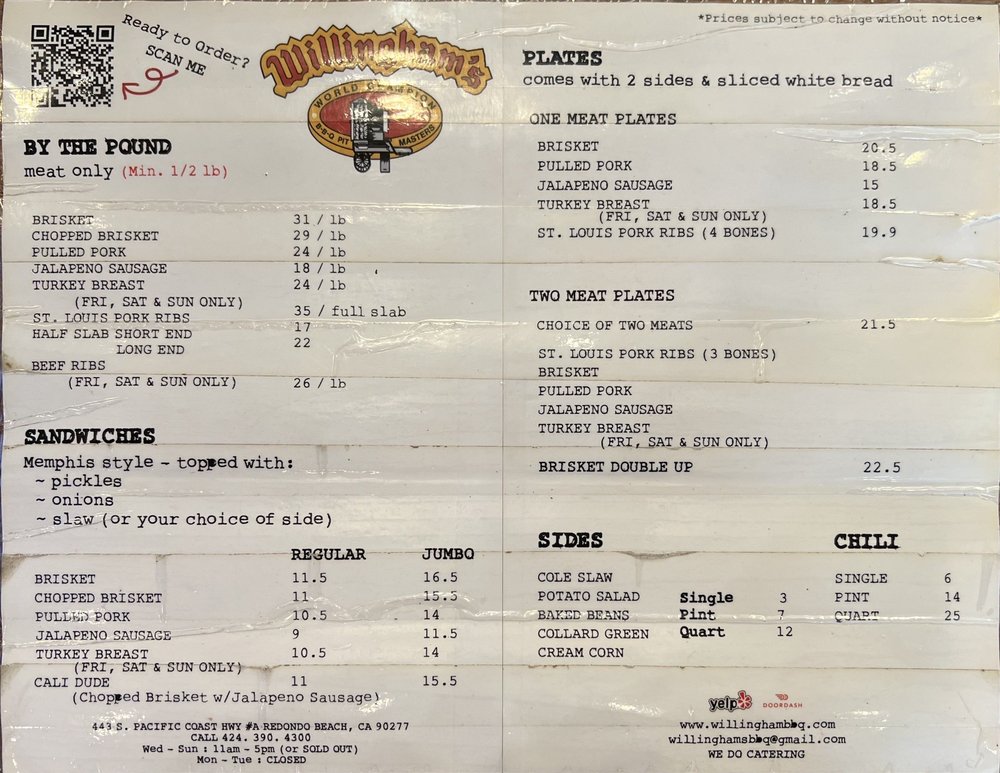 Ready to Order?
SCAN ME
Willingham's
WORLD CHAMPION
B-B-Q PIT MASTERS
BY THE POUND
meat only (Min. 1/2 lb)
BRISKET 31 / lb
CHOPPED BRISKET 29 / lb
PULLED PORK 24 / lb
JALAPENO SAUSAGE 18 / lb
TURKEY BREAST 24 / lb
(FRI, SAT & SUN ONLY)
ST. LOUIS PORK RIBS 35 / full slab
HALF SLAB SHORT END 17
LONG END 22
BEEF RIBS
(FRI, SAT & SUN ONLY) 26 / lb
SANDWICHES
Memphis style ~ topped with:
~ pickles
~ onions
~ slaw (or your choice of side)
REGULAR JUMBO
BRISKET 11.5 16.5
CHOPPED BRISKET 11 15.5
PULLED PORK 10.5 14
JALAPENO SAUSAGE 9 11.5
TURKEY BREAST 10.5 14
(FRI, SAT & SUN ONLY)
CALI DUDE 11 15.5
(Chopped Brisket w/Jalapeno Sausage)
443 S. PACIFIC COAST HWY #A REDONDO BEACH, CA 90277
CALL 424. 390. 4300
Wed - Sun : 11am - 5pm (or SOLD OUT)
Mon - Tue : CLOSED
*Prices subject to change without notice*
PLATES
comes with 2 sides & sliced white bread
ONE MEAT PLATES
BRISKET 20.5
PULLED PORK 18.5
JALAPENO SAUSAGE 15
TURKEY BREAST 18.5
(FRI, SAT & SUN ONLY)
ST. LOUIS PORK RIBS (4 BONES) 19.9
TWO MEAT PLATES
CHOICE OF TWO MEATS 21.5
ST. LOUIS PORK RIBS (3 BONES)
BRISKET
PULLED PORK
JALAPENO SAUSAGE
TURKEY BREAST
(FRI, SAT & SUN ONLY)
BRISKET DOUBLE UP 22.5
SIDES
COLE SLAW
POTATO SALAD Single 3
BAKED BEANS Pint 7
COLLARD GREEN Quart 12
CREAM CORN
CHILI
SINGLE 6
PINT 14
QUART 25
yelp DOORDASH
www.willinghambbq.com
willinghamsbbq@gmail.com
WE DO CATERING